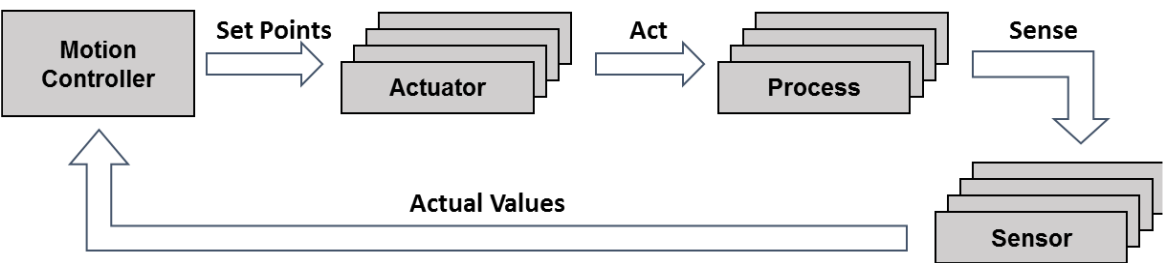 Motion
Controller
Set Points
Actuator
Act
Process
Sense
Sensor
Actual Values